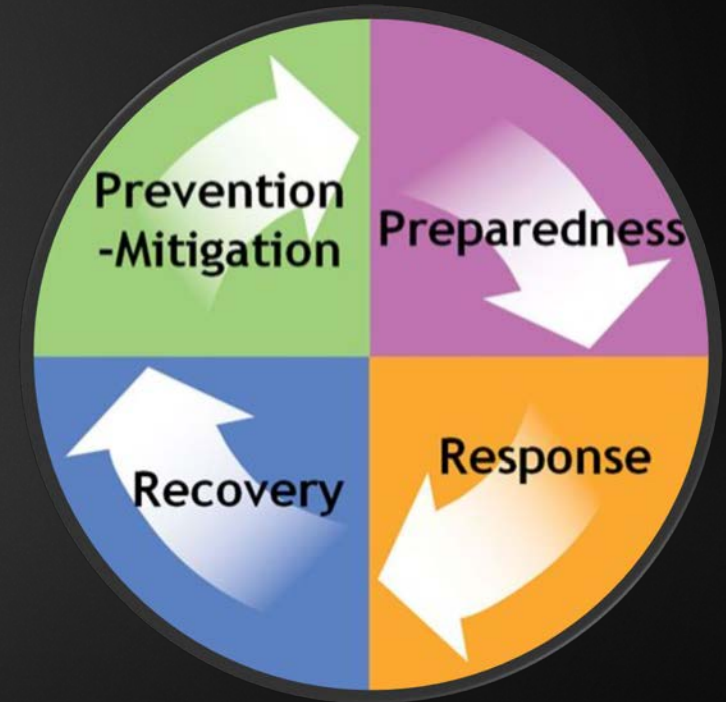 Prevention
-Mitigation
Preparedness
Response
Recovery